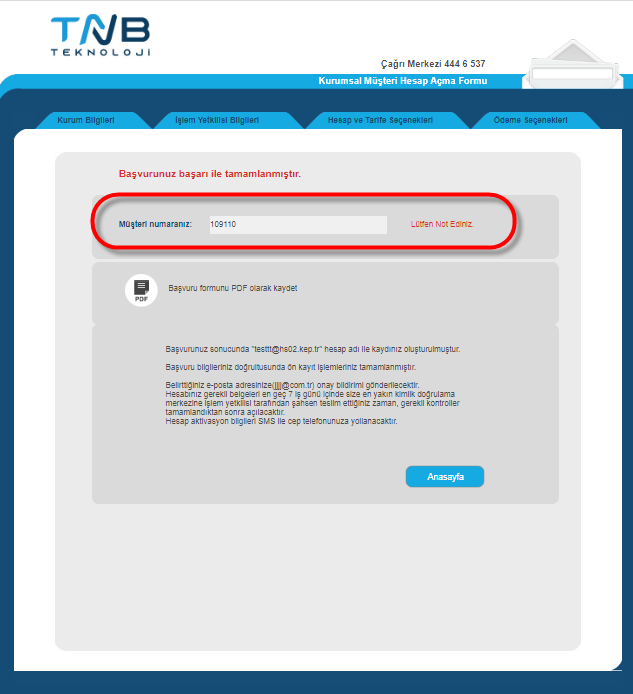 TNB
TEKNOLOJİ
Çağrı Merkezi 444 6 537
Kurumsal Müşteri Hesap Açma Formu
Kurum Bilgileri
İşlem Yetkilisi Bilgileri
Hesap ve Tarife Seçenekleri
Ödeme Seçenekleri
Başvurunuz başarı ile tamamlanmıştır.
Müşteri numaranız: 109110 Lütfen Not Ediniz.
PDF
Başvuru formunu PDF olarak kaydet
Başvurunuz sonucunda "testtt@hs02.kep.tr" hesap adı ile kaydınız oluşturulmuştur.
Başvuru bilgileriniz doğrultusunda ön kayıt işlemleriniz tamamlanmıştır.
Belirttiğiniz e-posta adresinize(jjjj@com.tr) onay bildirimi gönderilecektir.
Hesabınız gerekli belgeleri en geç 7 iş günü içinde size en yakın kimlik doğrulama
merkezine işlem yetkilisi tarafından şahsen teslim ettiğiniz zaman, gerekli kontroller
tamamlandıktan sonra açılacaktır.
Hesap aktivasyon bilgileri SMS ile cep telefonunuza yollanacaktır.
Anasayfa